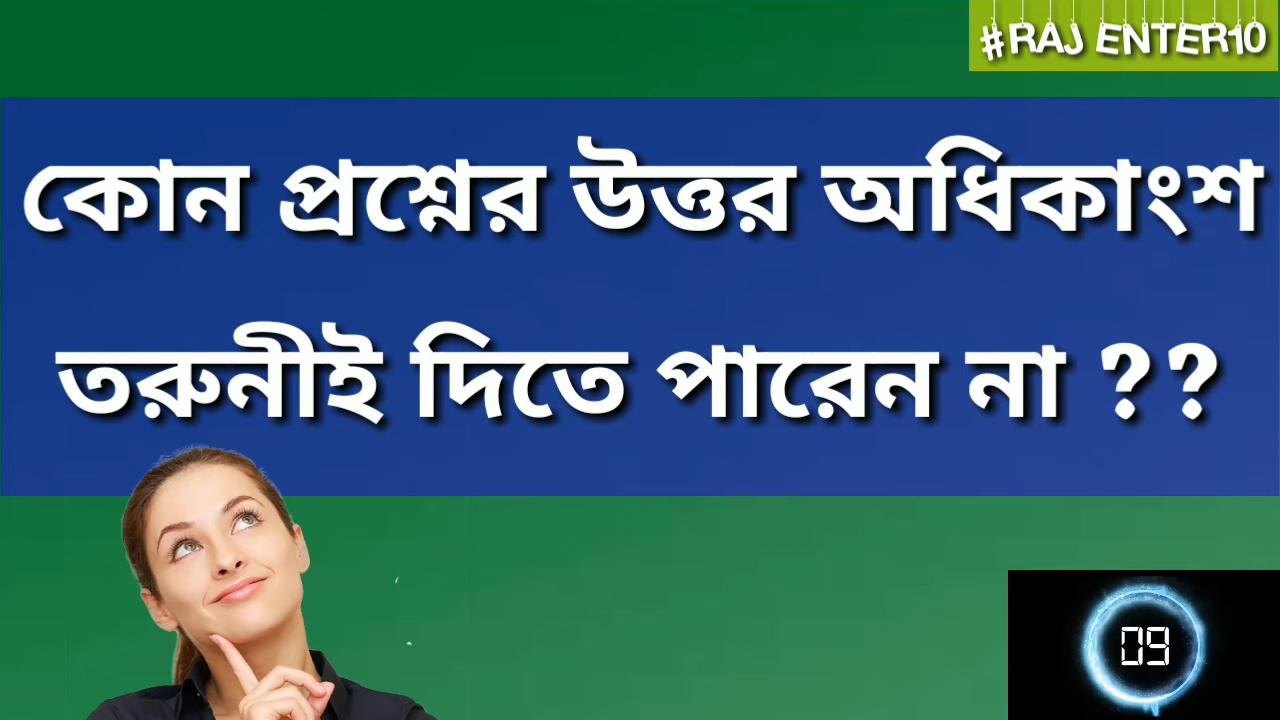 #RAJ ENTER10
কোন প্রশ্নের উত্তর অধিকাংশ
তরুনীই দিতে পারেন না ??
09